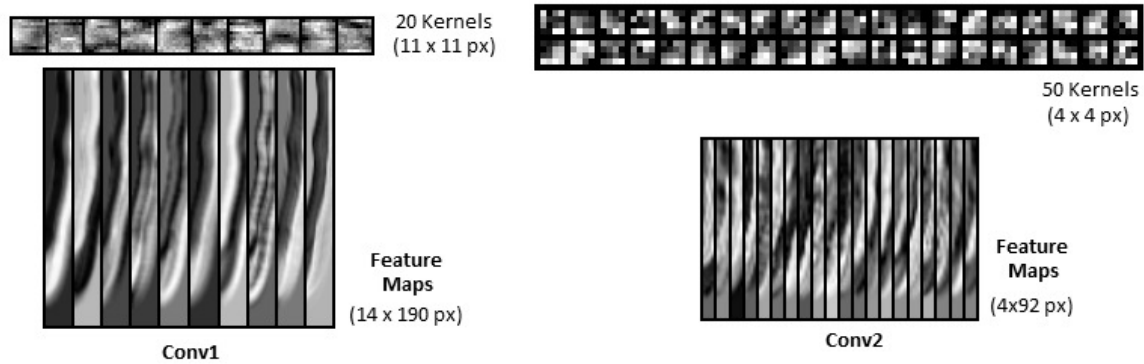 20 Kernels
(11 x 11 px)
Feature
Maps
(14 x 190 px)
Conv1
50 Kernels
(4 x 4 px)
Feature
Maps
(4x92 px)
Conv2